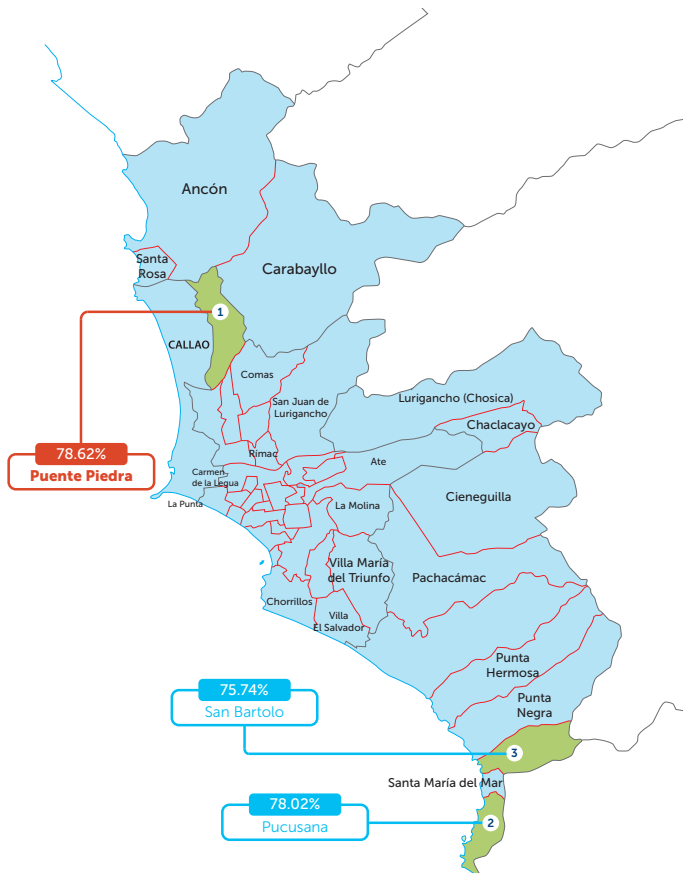 Ancón
Santa
Rosa
Carabayllo
1
CALLAO
Comas
San Juan de
Lurigancho
Lurigancho (Chosica)
Chaclacayo
78.62%
Puente Piedra
Rímac
Ate
Carmen
de la Legua
Cieneguilla
La Punta
La Molina
Villa María
del Triunfo
Pachacámac
Chorrillos
Villa
El Salvador
Punta
Hermosa
75.74%
San Bartolo
Punta
Negra
3
Santa María del Mar
78.02%
Pucusana
2